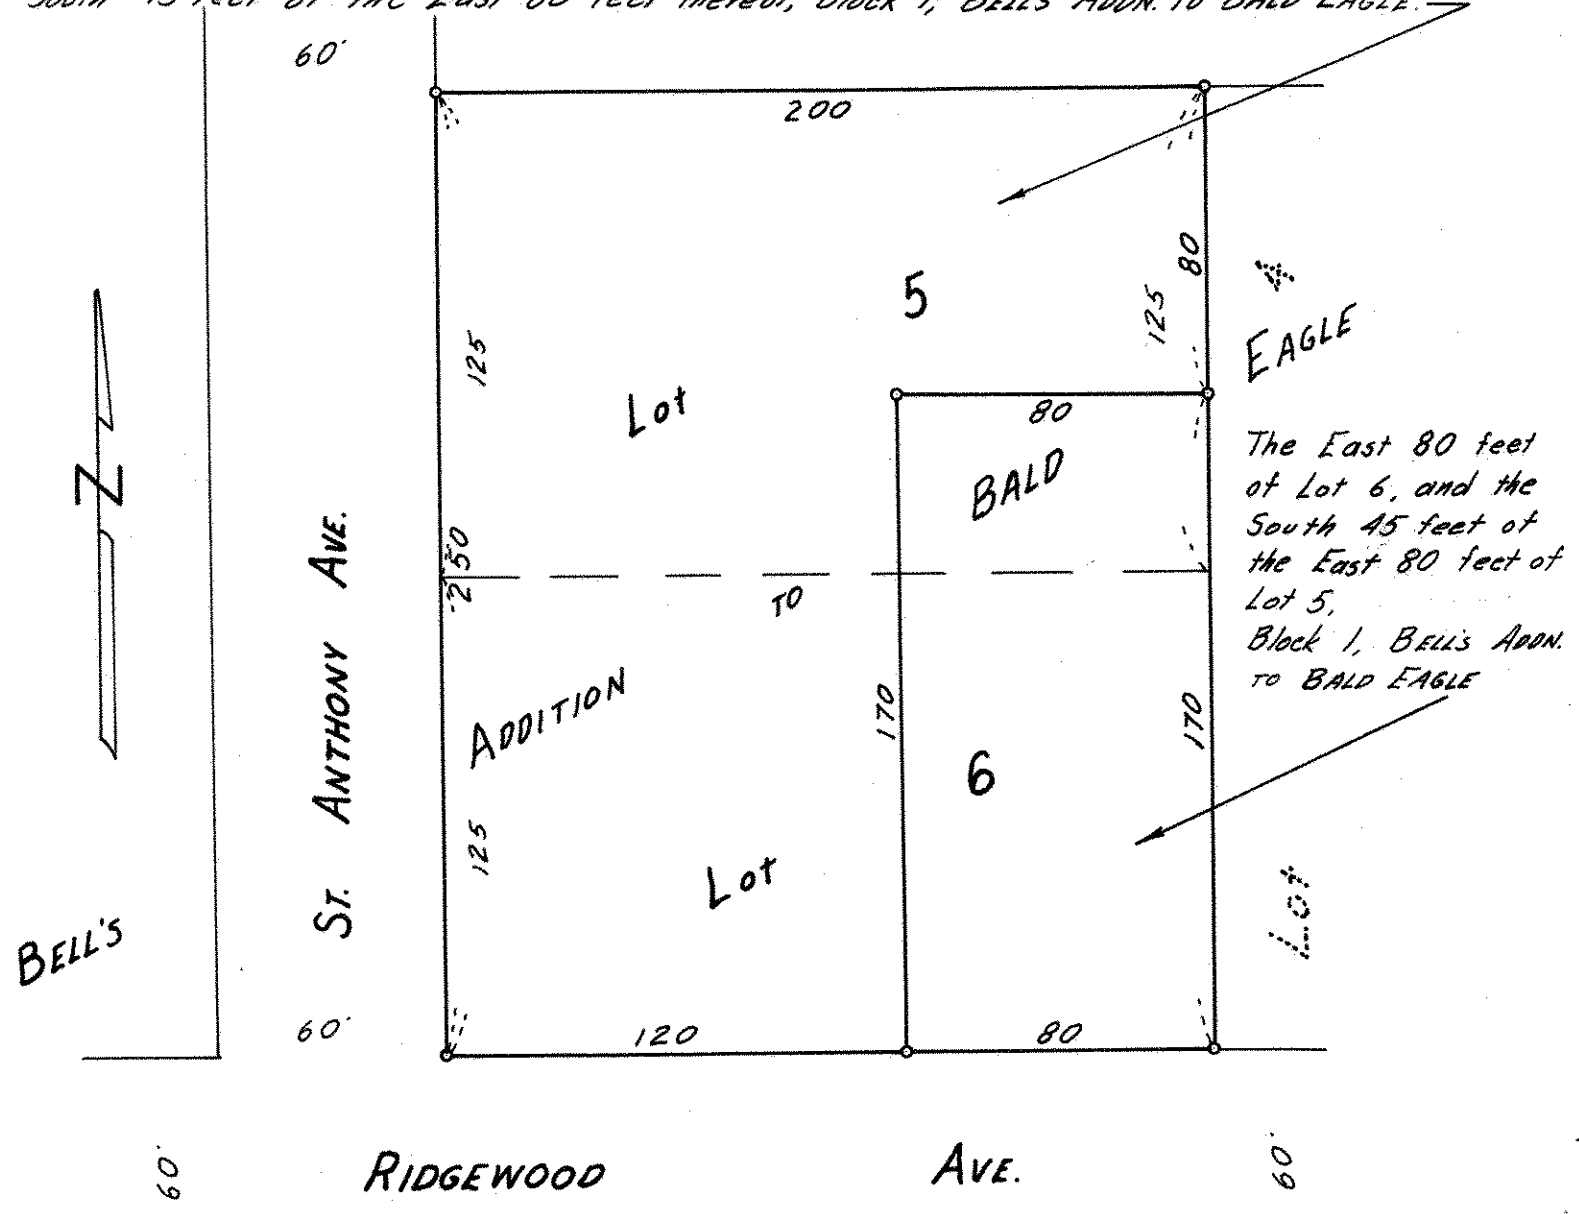 South 45 feet of the East 80 feet thereof, Block 1, BELL'S ADDN. TO BALD EAGLE.
60'
200
80
125
5
4
EAGLE
125
Lot
80
BALD
The East 80 feet
of Lot 6, and the
South 45 feet of
the East 80 feet of
Lot 5,
Block 1, BELL'S ADDN.
TO BALD EAGLE
N
250
TO
ST. ANTHONY AVE.
ADDITION
170
170
6
125
Lot
Lot
BELL'S
60'
120
80
60'
RIDGEWOOD AVE.
60'